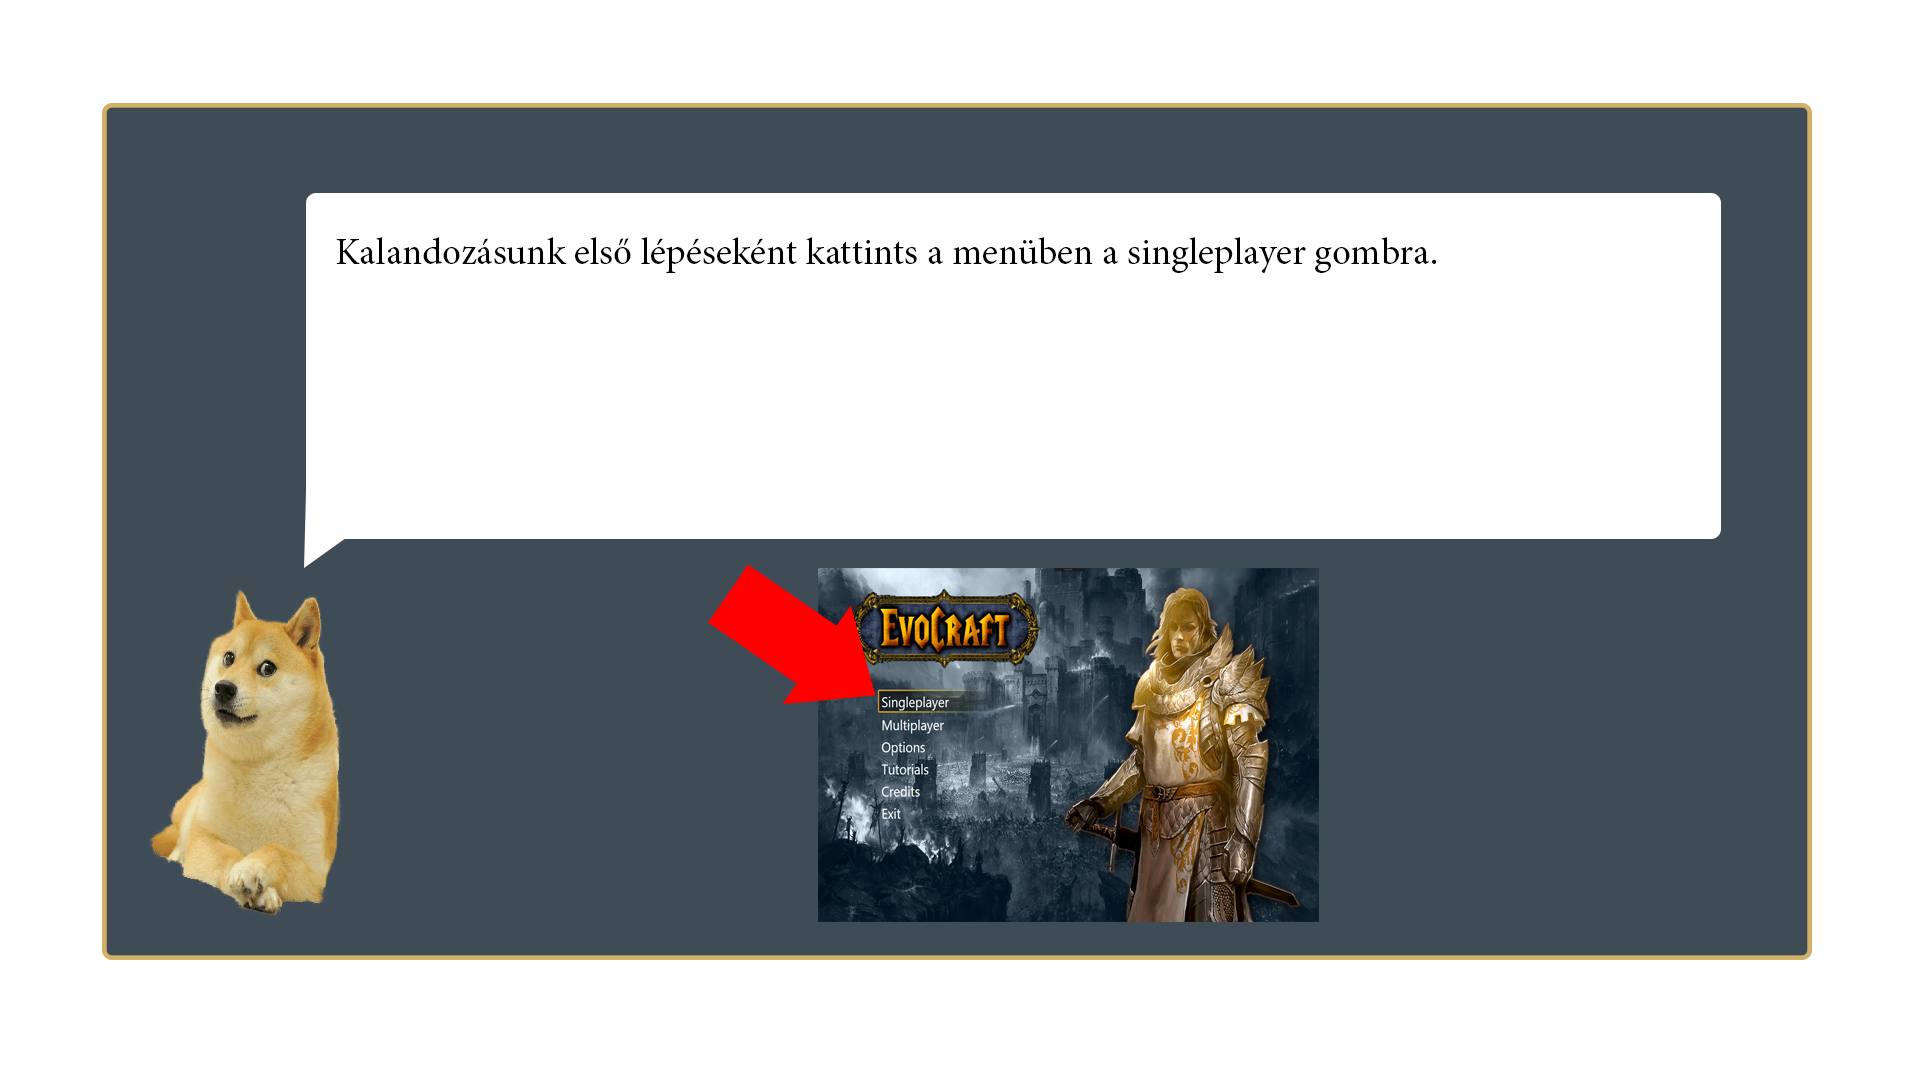 Kalandozásunk első lépéseként kattints a menüben a singleplayer gombra.
EVOCRAFT
Singleplayer
Multiplayer
Options
Tutorials
Credits
Exit